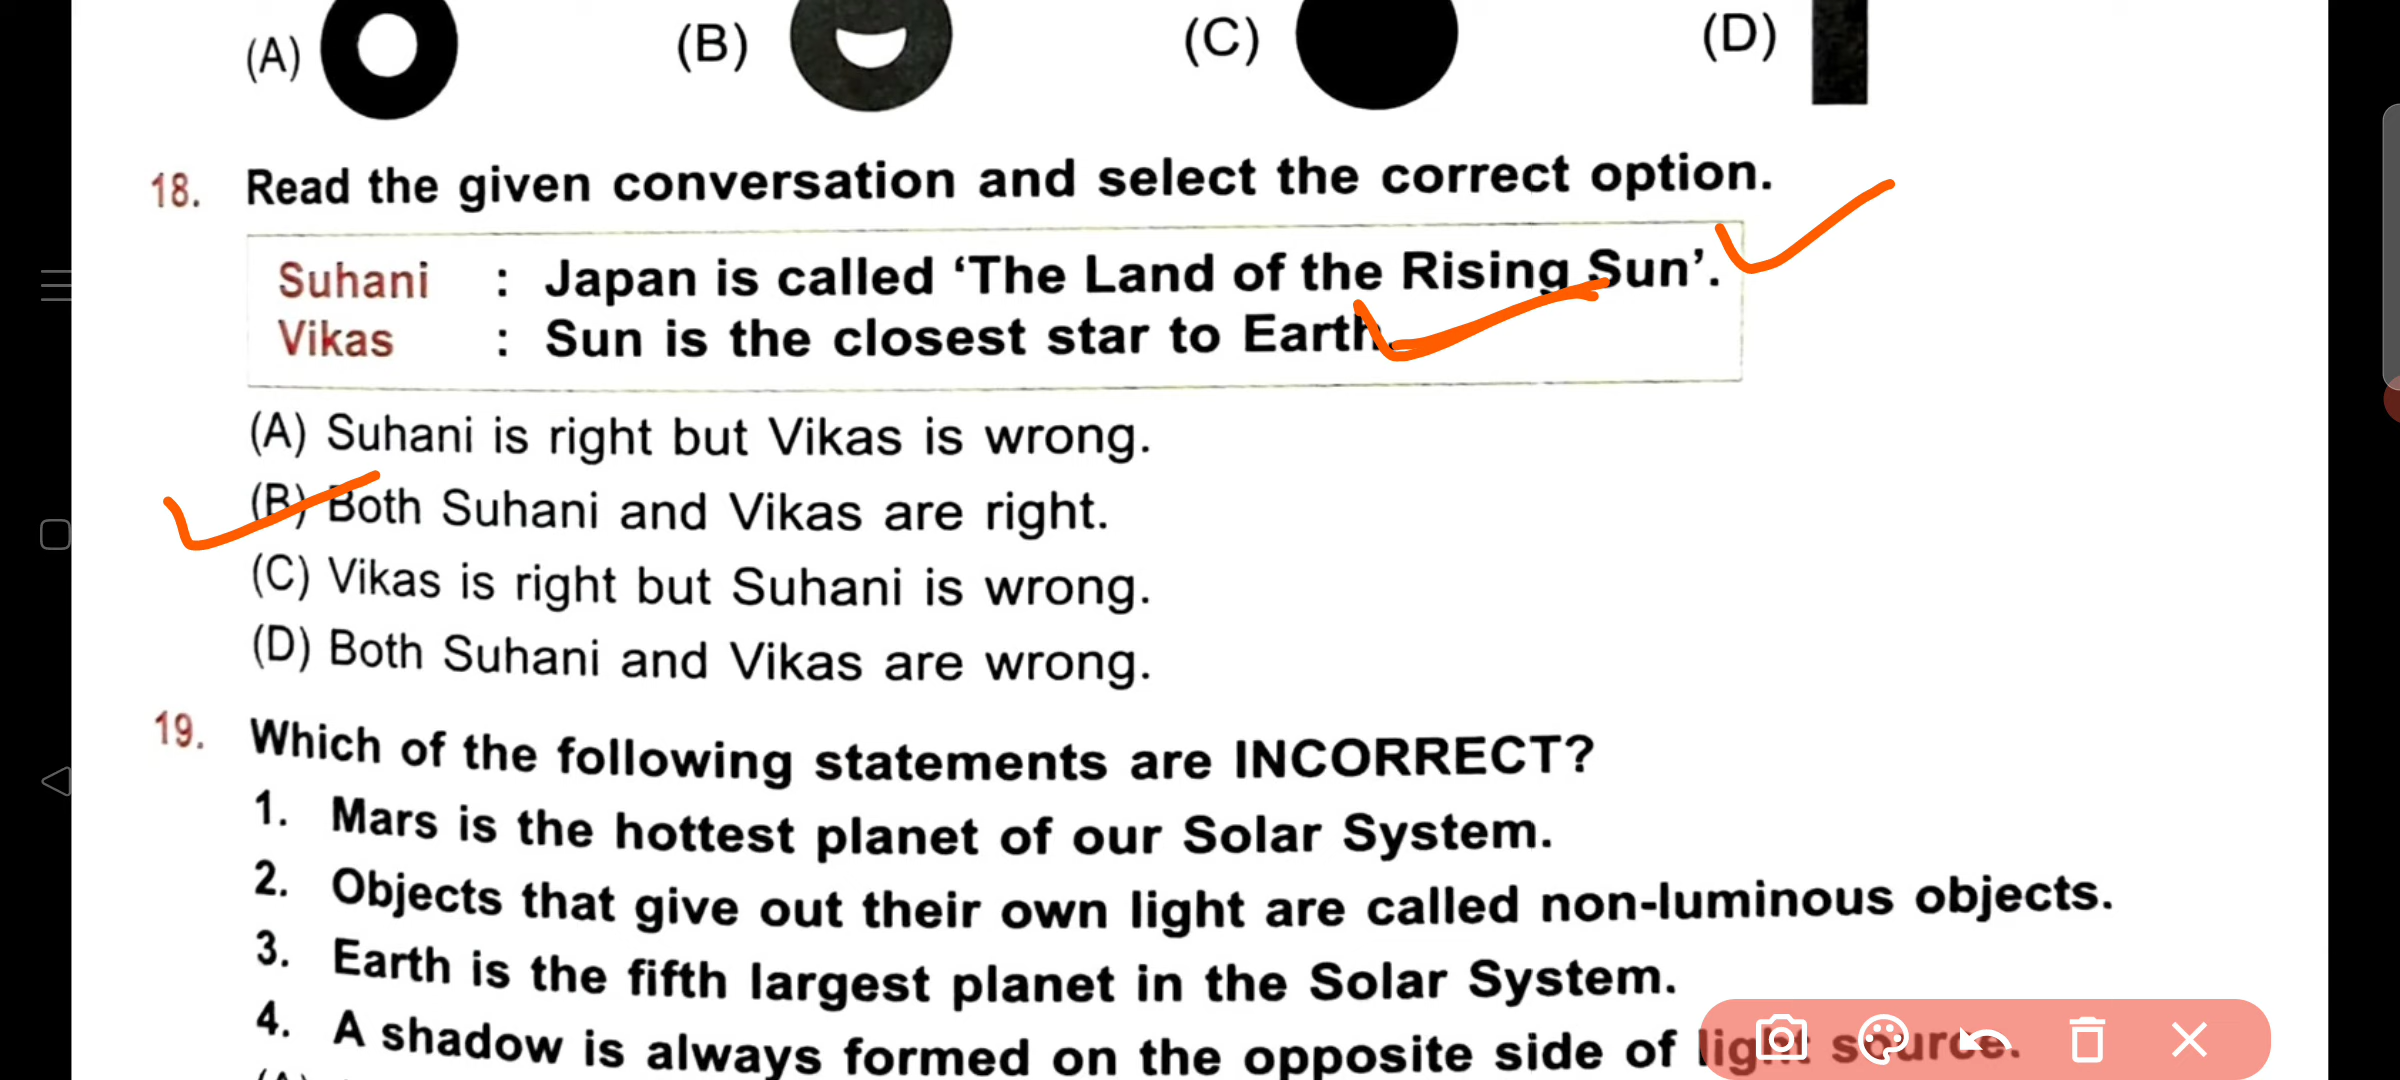 (A) (B) (C) (D)
18. Read the given conversation and select the correct option.
Suhani : Japan is called ‘The Land of the Rising Sun’.
Vikas : Sun is the closest star to Earth.
(A) Suhani is right but Vikas is wrong.
(B) Both Suhani and Vikas are right.
(C) Vikas is right but Suhani is wrong.
(D) Both Suhani and Vikas are wrong.
19. Which of the following statements are INCORRECT?
1. Mars is the hottest planet of our Solar System.
2. Objects that give out their own light are called non-luminous objects.
3. Earth is the fifth largest planet in the Solar System.
4. A shadow is always formed on the opposite side of light source.